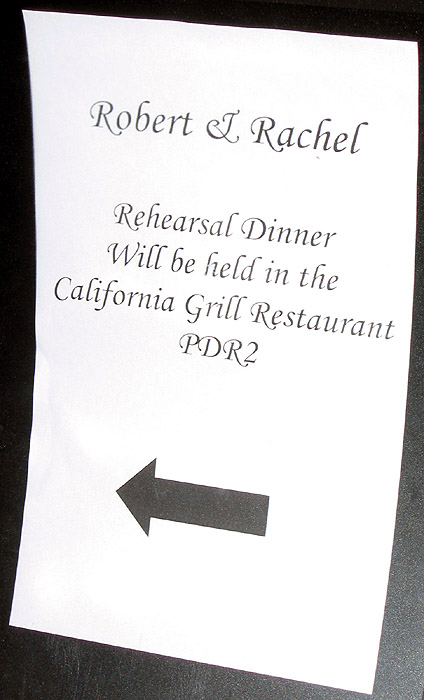 Robert & Rachel
Rehearsal Dinner
Will be held in the
California Grill Restaurant
PDR2